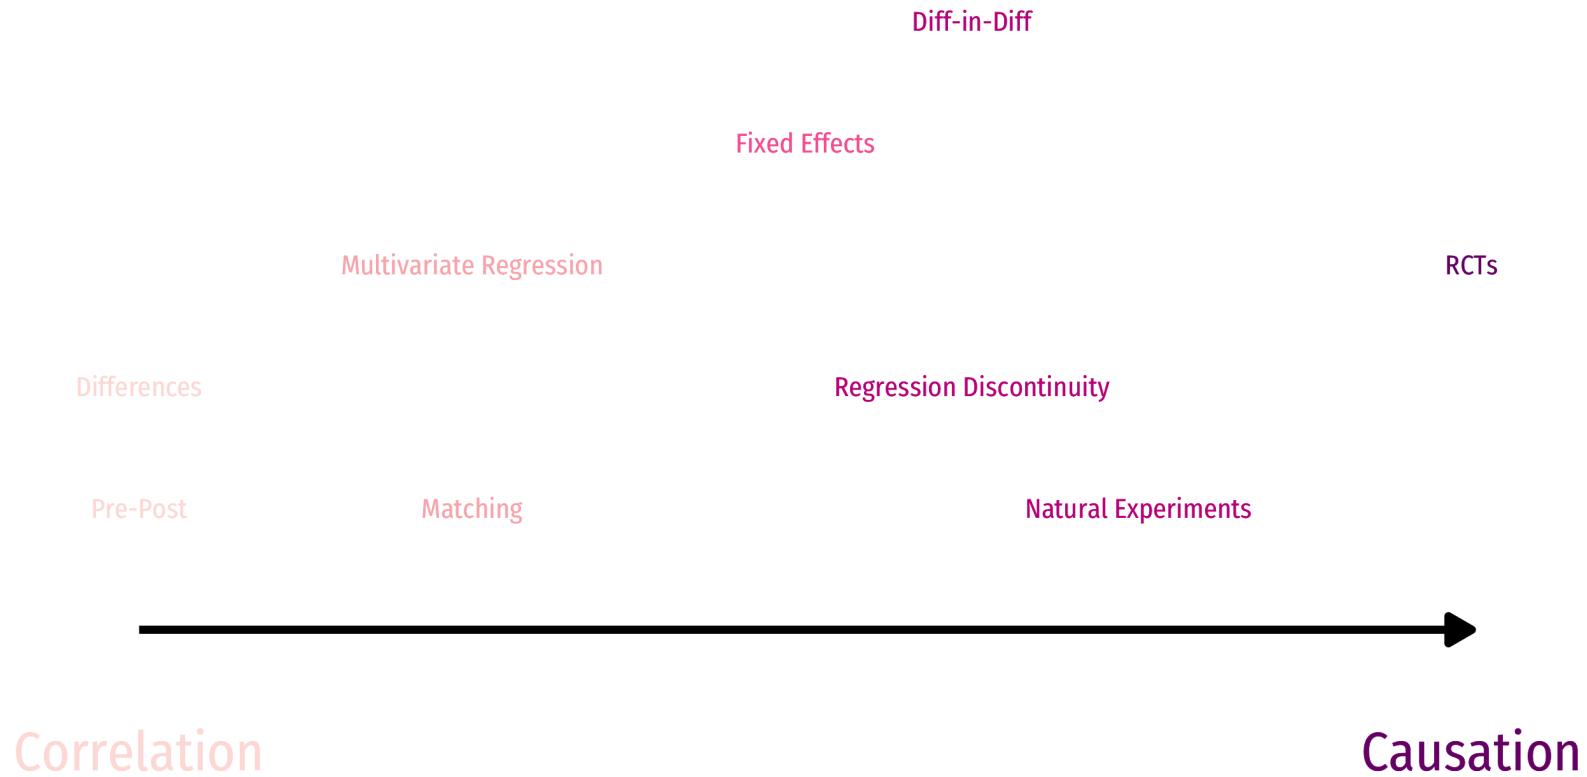 Diff-in-Diff
Fixed Effects
Multivariate Regression
RCTs
Differences
Regression Discontinuity
Pre-Post
Matching
Natural Experiments
Correlation
Causation